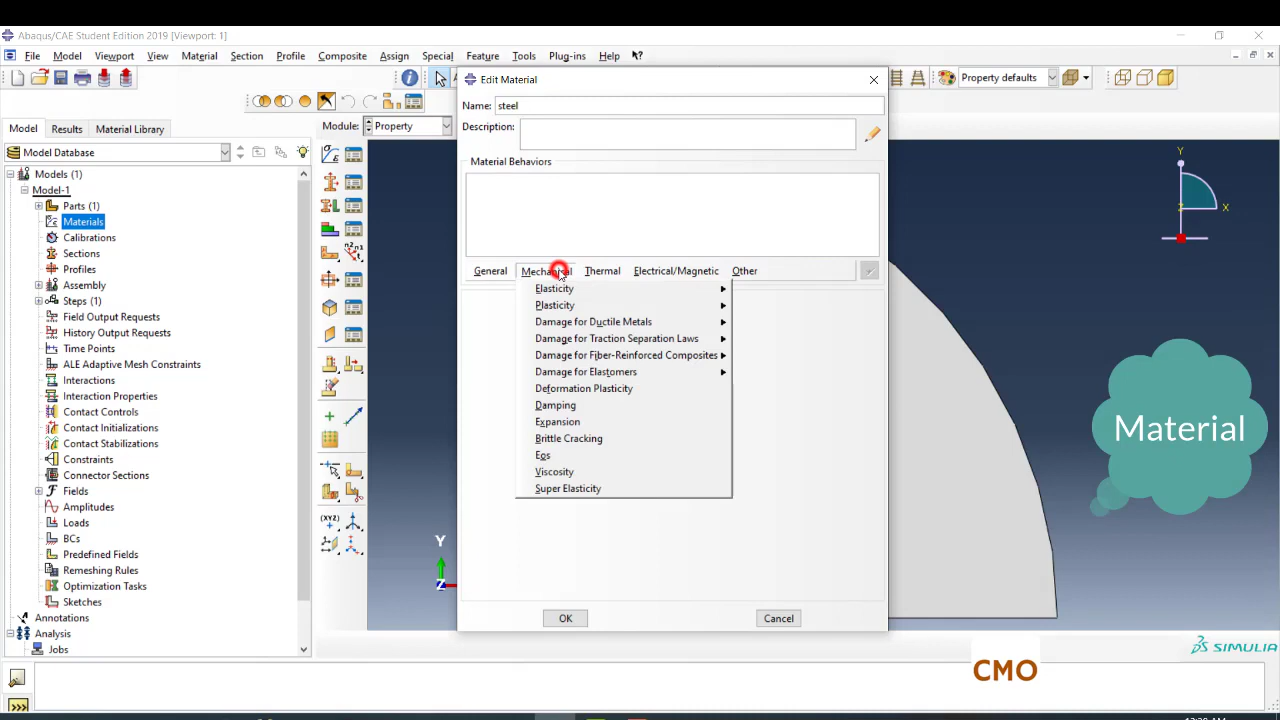 Abaqus/CAE Student Edition 2019 [Viewport: 1]
File Model Viewport View Material Section Profile Composite Assign Special Feature Tools Plug-ins Help
Edit Material
Property defaults
Name: steel
Model Results Material Library
Module: Property
Description:
Model Database
Material Behaviors
Models (1)
Model-1
Parts (1)
Materials
Calibrations
Sections
Profiles
Assembly
Steps (1)
Field Output Requests
History Output Requests
Time Points
ALE Adaptive Mesh Constraints
Interactions
Interaction Properties
Contact Controls
Contact Initializations
Contact Stabilizations
Constraints
Connector Sections
Fields
Amplitudes
Loads
BCs
Predefined Fields
Remeshing Rules
Optimization Tasks
Sketches
Annotations
Analysis
Jobs
General Mechanical Thermal Electrical/Magnetic Other
Elasticity
Plasticity
Damage for Ductile Metals
Damage for Traction Separation Laws
Damage for Fiber-Reinforced Composites
Damage for Elastomers
Deformation Plasticity
Damping
Expansion
Brittle Cracking
Eos
Viscosity
Super Elasticity
OK Cancel
Y
X
Z
Y
Z
Material
SIMULIA
CMO